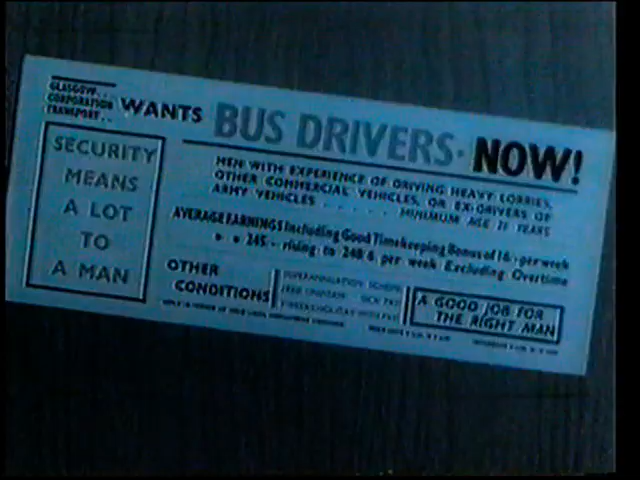 GLASGOW
CORPORATION
TRANSPORT
WANTS BUS DRIVERS · NOW!
SECURITY
MEANS
A LOT
TO
A MAN
MEN WITH EXPERIENCE OF DRIVING HEAVY LORRIES,
OTHER COMMERCIAL VEHICLES, OR EX-DRIVERS OF
ARMY VEHICLES . . . . . MINIMUM AGE 21 YEARS
AVERAGE EARNINGS Including Good Timekeeping Bonus of 16/- per week
245/- rising to 248/6 per week Excluding Overtime
OTHER
CONDITIONS
SUPERANNUATION SCHEME
FREE UNIFORM SICK PAY
A GOOD JOB FOR
THE RIGHT MAN